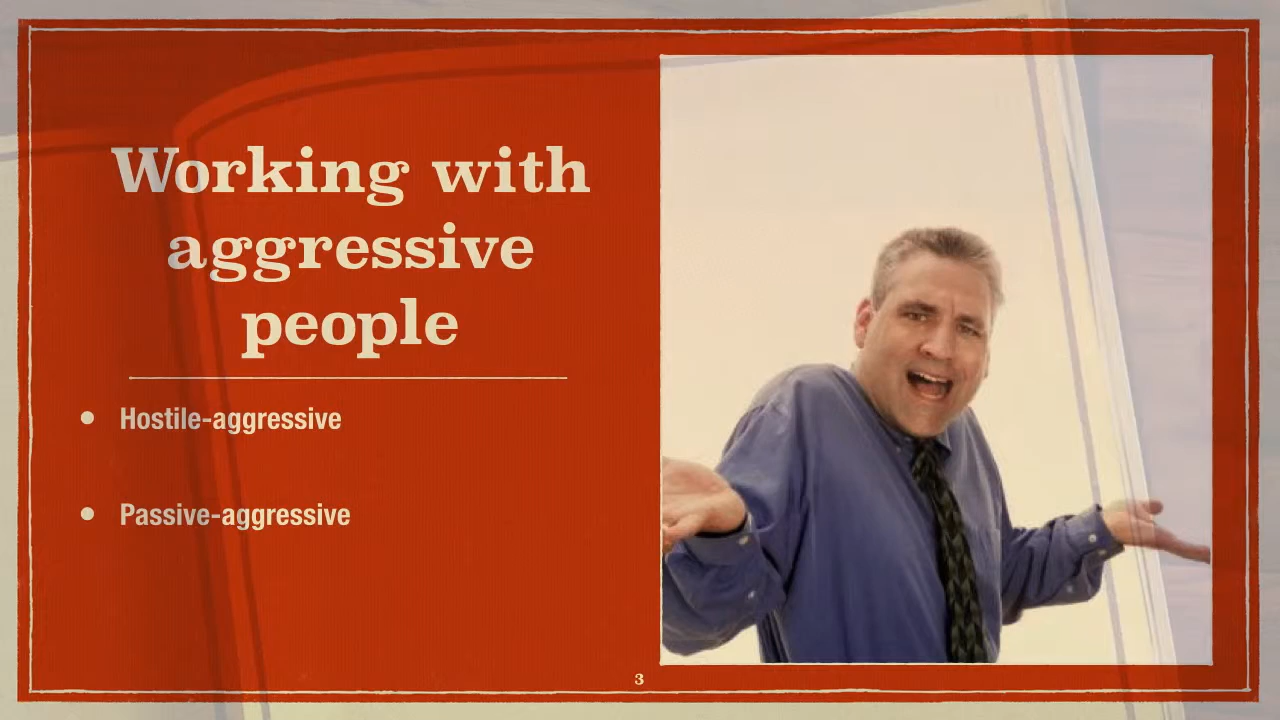 Working with
aggressive
people
• Hostile-aggressive
• Passive-aggressive
3